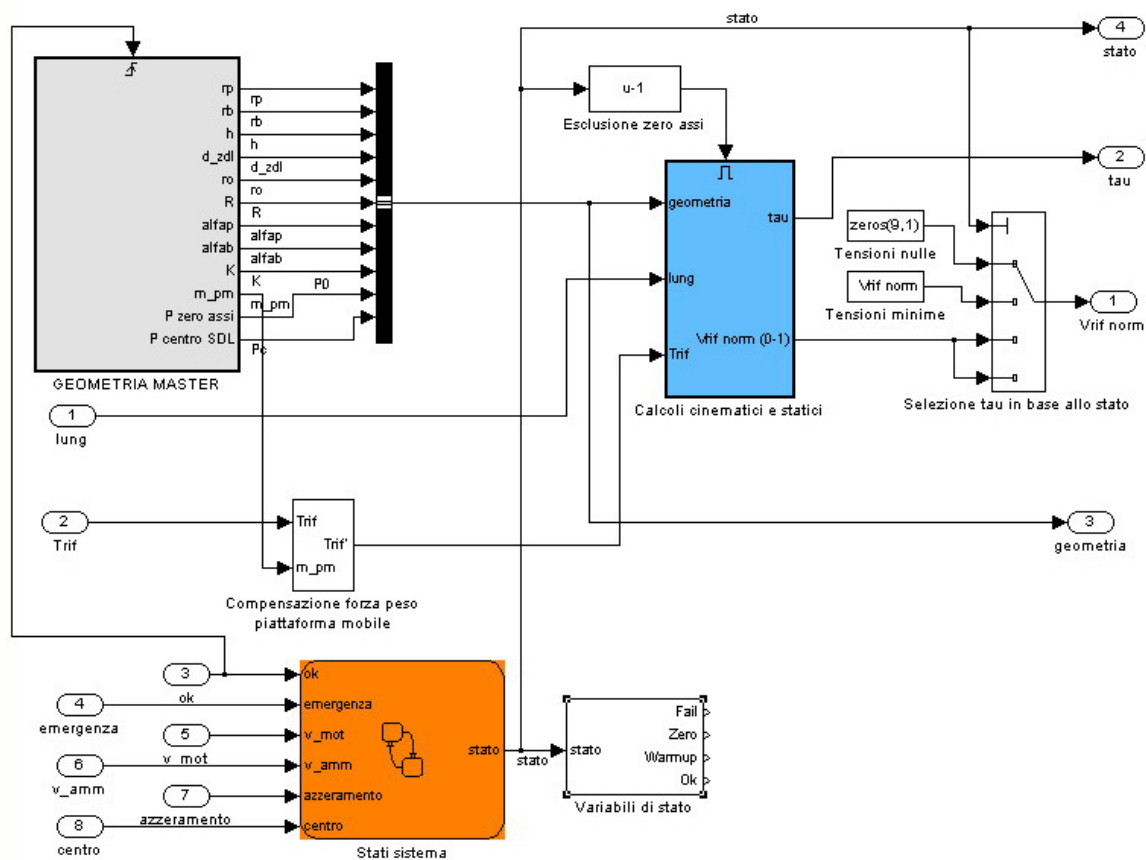 stato
4
stato
rp
rp
rb
rb
h
h
d_zdl
d_zdl
ro
ro
R
R
alfap
alfap
alfab
alfab
K
K
m_pm
m_pm
P zero assi
P0
P centro SDL
Pc
GEOMETRIA MASTER
u-1
Esclusione zero assi
geometria
tau
lung
Vrif norm (0-1)
Trif
Calcoli cinematici e statici
2
tau
zeros(9,1)
Tensioni nulle
Vrif norm
Tensioni minime
1
Vrif norm
Selezione tau in base allo stato
1
lung
2
Trif
Trif
Trif'
m_pm
Compensazione forza peso
piattaforma mobile
3
geometria
3
ok
4
emergenza
5
v_mot
6
v_amm
7
azzeramento
8
centro
ok
emergenza
v_mot
v_amm
azzeramento
centro
stato
Stati sistema
stato
stato
Fail
Zero
Warmup
Ok
Variabili di stato